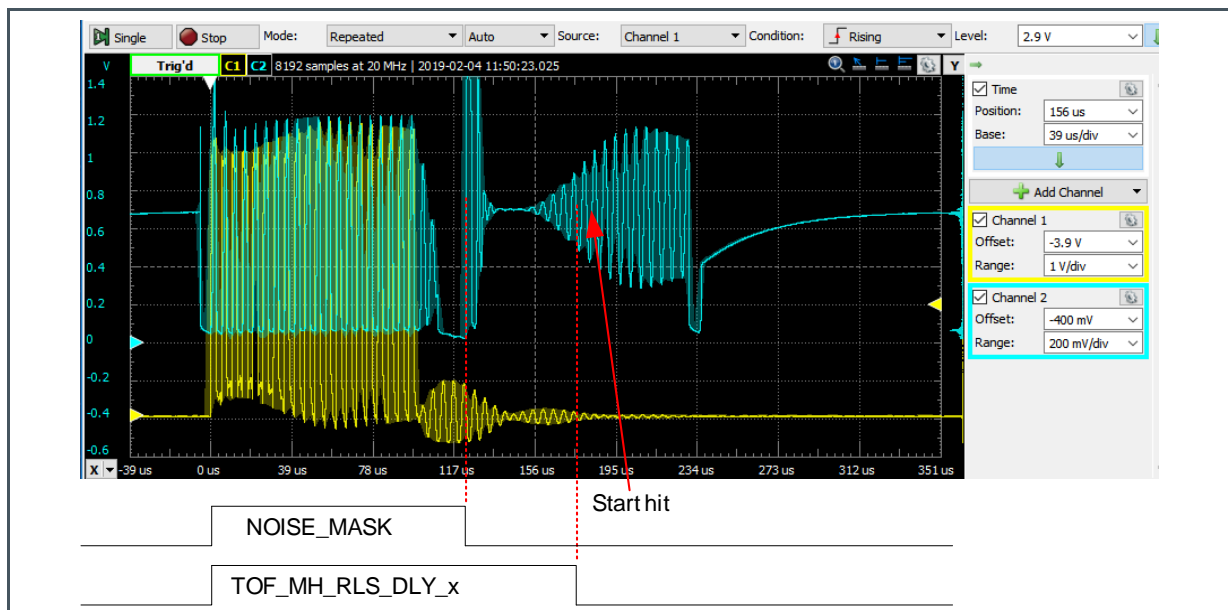 Single Stop Mode: Repeated Auto Source: Channel 1 Condition: Rising Level: 2.9 V
V Trig'd C1 C2 8192 samples at 20 MHz | 2019-02-04 11:50:23.025 Y
1.4
1.2
1
0.8
0.6
0.4
0.2
0
-0.2
-0.4
-0.6
X -39 us 0 us 39 us 78 us 117 us 156 us 195 us 234 us 273 us 312 us 351 us
Time
Position: 156 us
Base: 39 us/div
Add Channel
Channel 1
Offset: -3.9 V
Range: 1 V/div
Channel 2
Offset: -400 mV
Range: 200 mV/div
Start hit
NOISE_MASK
TOF_MH_RLS_DLY_x